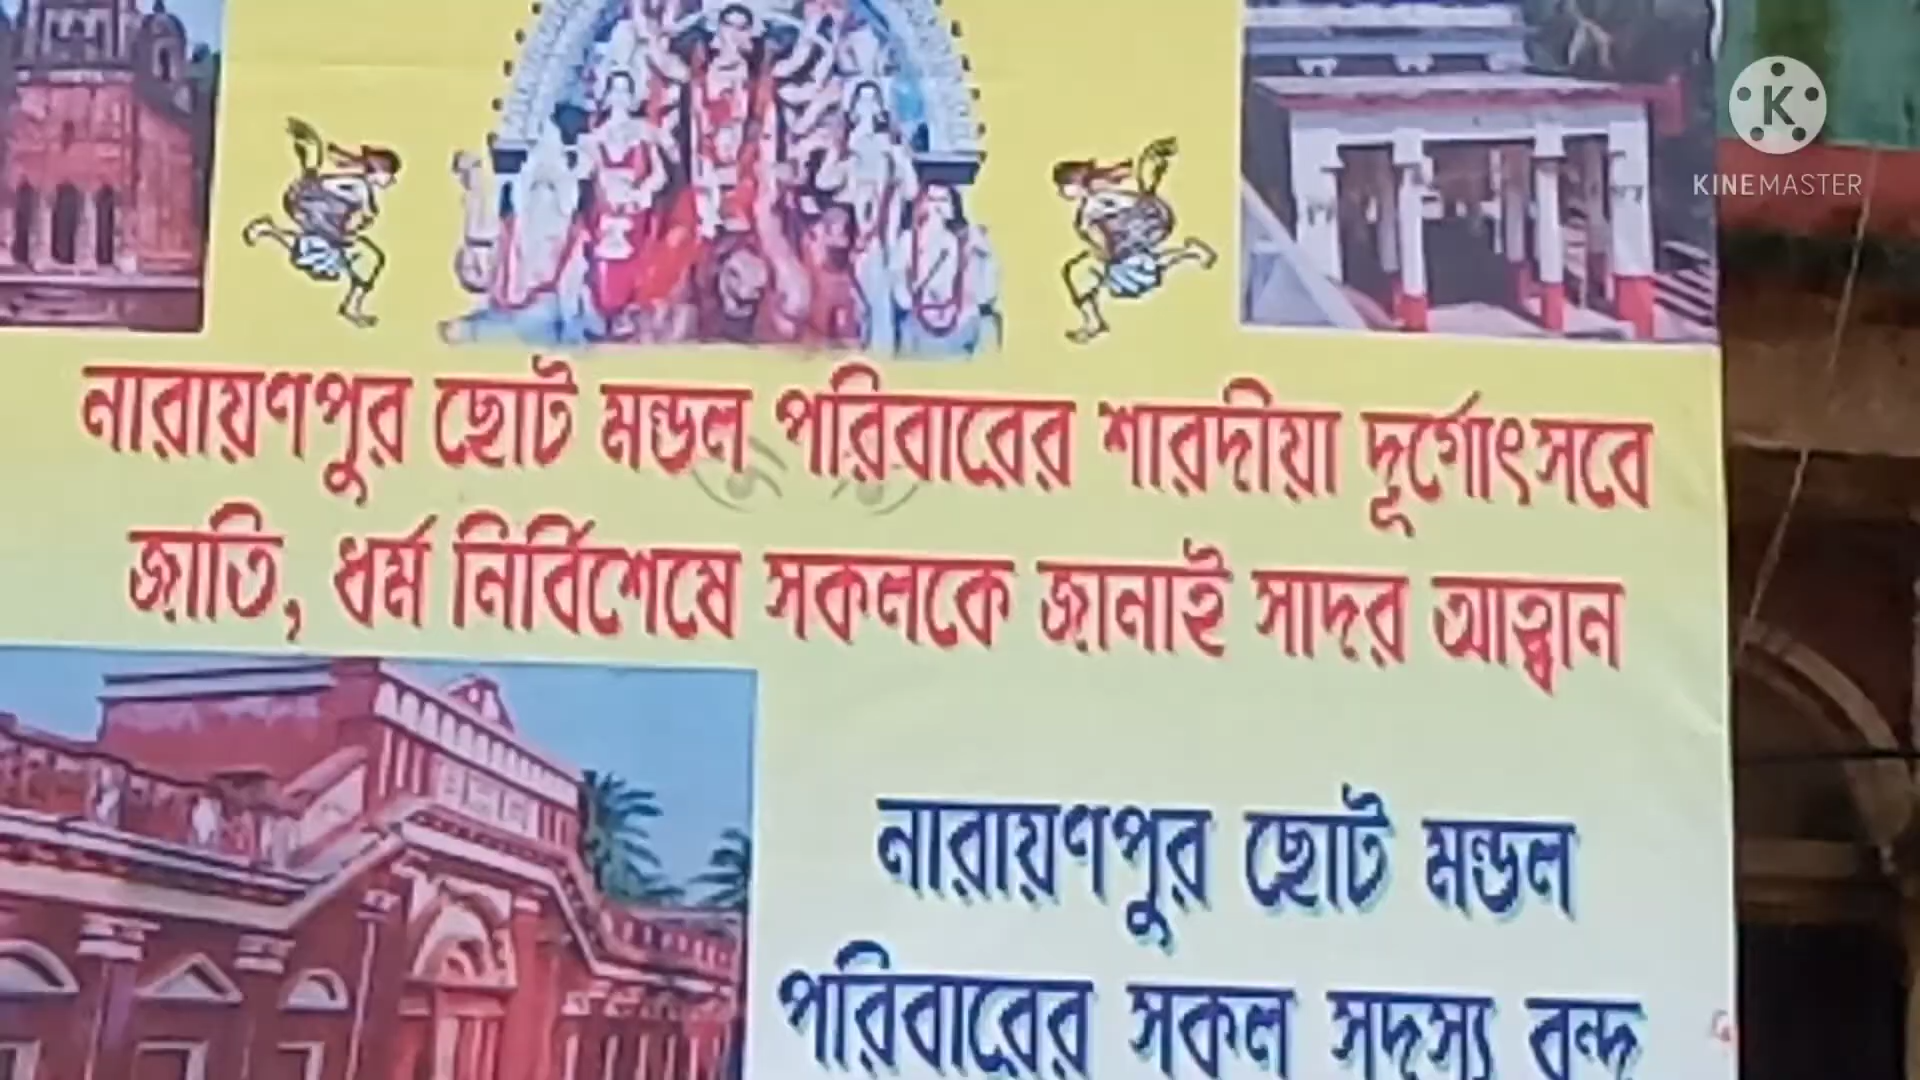 KINEMASTER
নারায়ণপুর ছোট মন্ডল পরিবারের শারদীয়া দূর্গোৎসবে
জাতি, ধর্ম নির্বিশেষে সকলকে জানাই সাদর আহ্বান
নারায়ণপুর ছোট মন্ডল
পরিবারের সকল সদস্য বৃন্দ